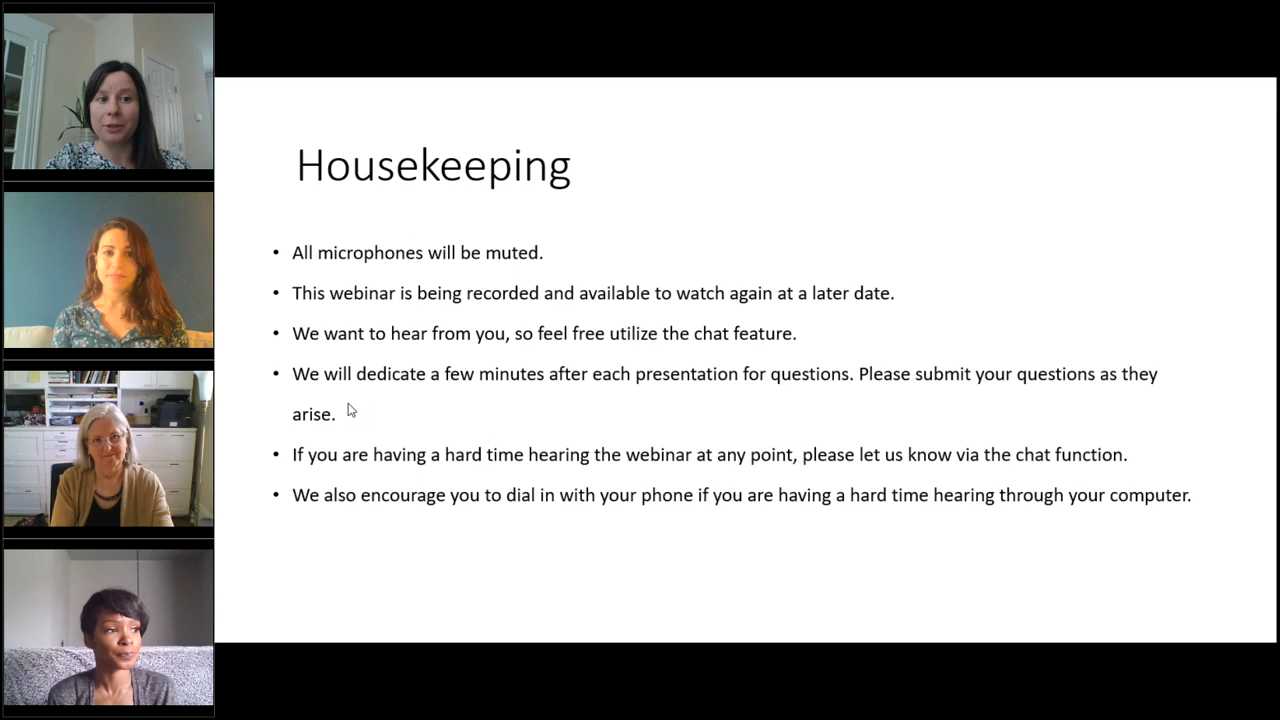 Housekeeping
• All microphones will be muted.
• This webinar is being recorded and available to watch again at a later date.
• We want to hear from you, so feel free utilize the chat feature.
• We will dedicate a few minutes after each presentation for questions. Please submit your questions as they
arise.
• If you are having a hard time hearing the webinar at any point, please let us know via the chat function.
• We also encourage you to dial in with your phone if you are having a hard time hearing through your computer.